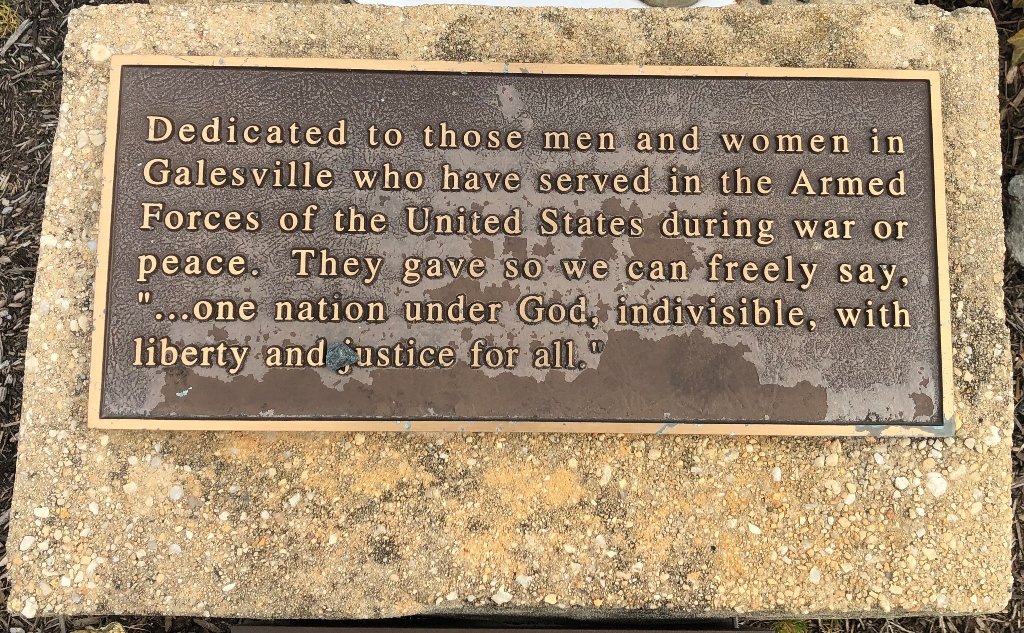 Dedicated to those men and women in
Galesville who have served in the Armed
Forces of the United States during war or
peace. They gave so we can freely say,
"...one nation under God, indivisible, with
liberty and justice for all."